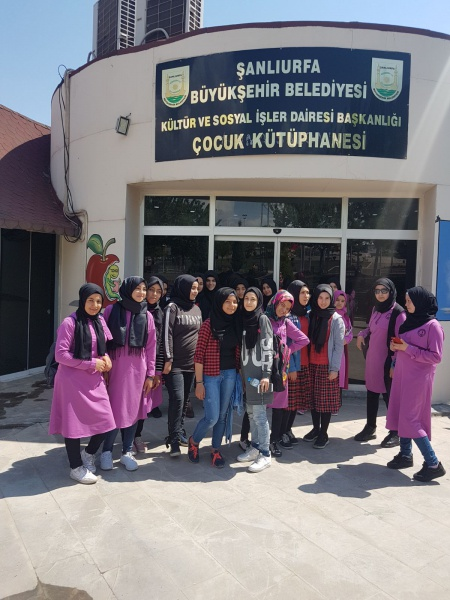 ŞANLIURFA
BÜYÜKŞEHİR BELEDİYESİ
KÜLTÜR VE SOSYAL İŞLER DAİRESİ BAŞKANLIĞI
ÇOCUK KÜTÜPHANESİ